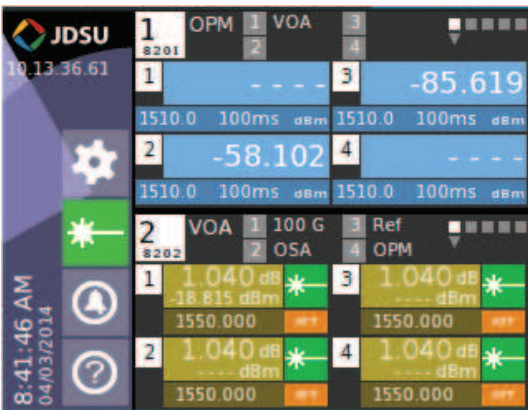 JDSU
10.13.36.61
8:41:46 AM
04/03/2014
1 OPM 1 VOA 3
8201 2 4
1 - - - - 3 -85.619
1510.0 100ms dBm 1510.0 100ms dBm
2 -58.102 4 - - - -
1510.0 100ms dBm 1510.0 100ms dBm
2 VOA 1 100 G 3 Ref
8202 2 OSA 4 OPM
1 1.040 dB 3 1.040 dB
-18.815 dBm - - - - dBm
1550.000 1550.000
2 1.040 dB 4 1.040 dB
- - - - dBm - - - - dBm
1550.000 1550.000
?